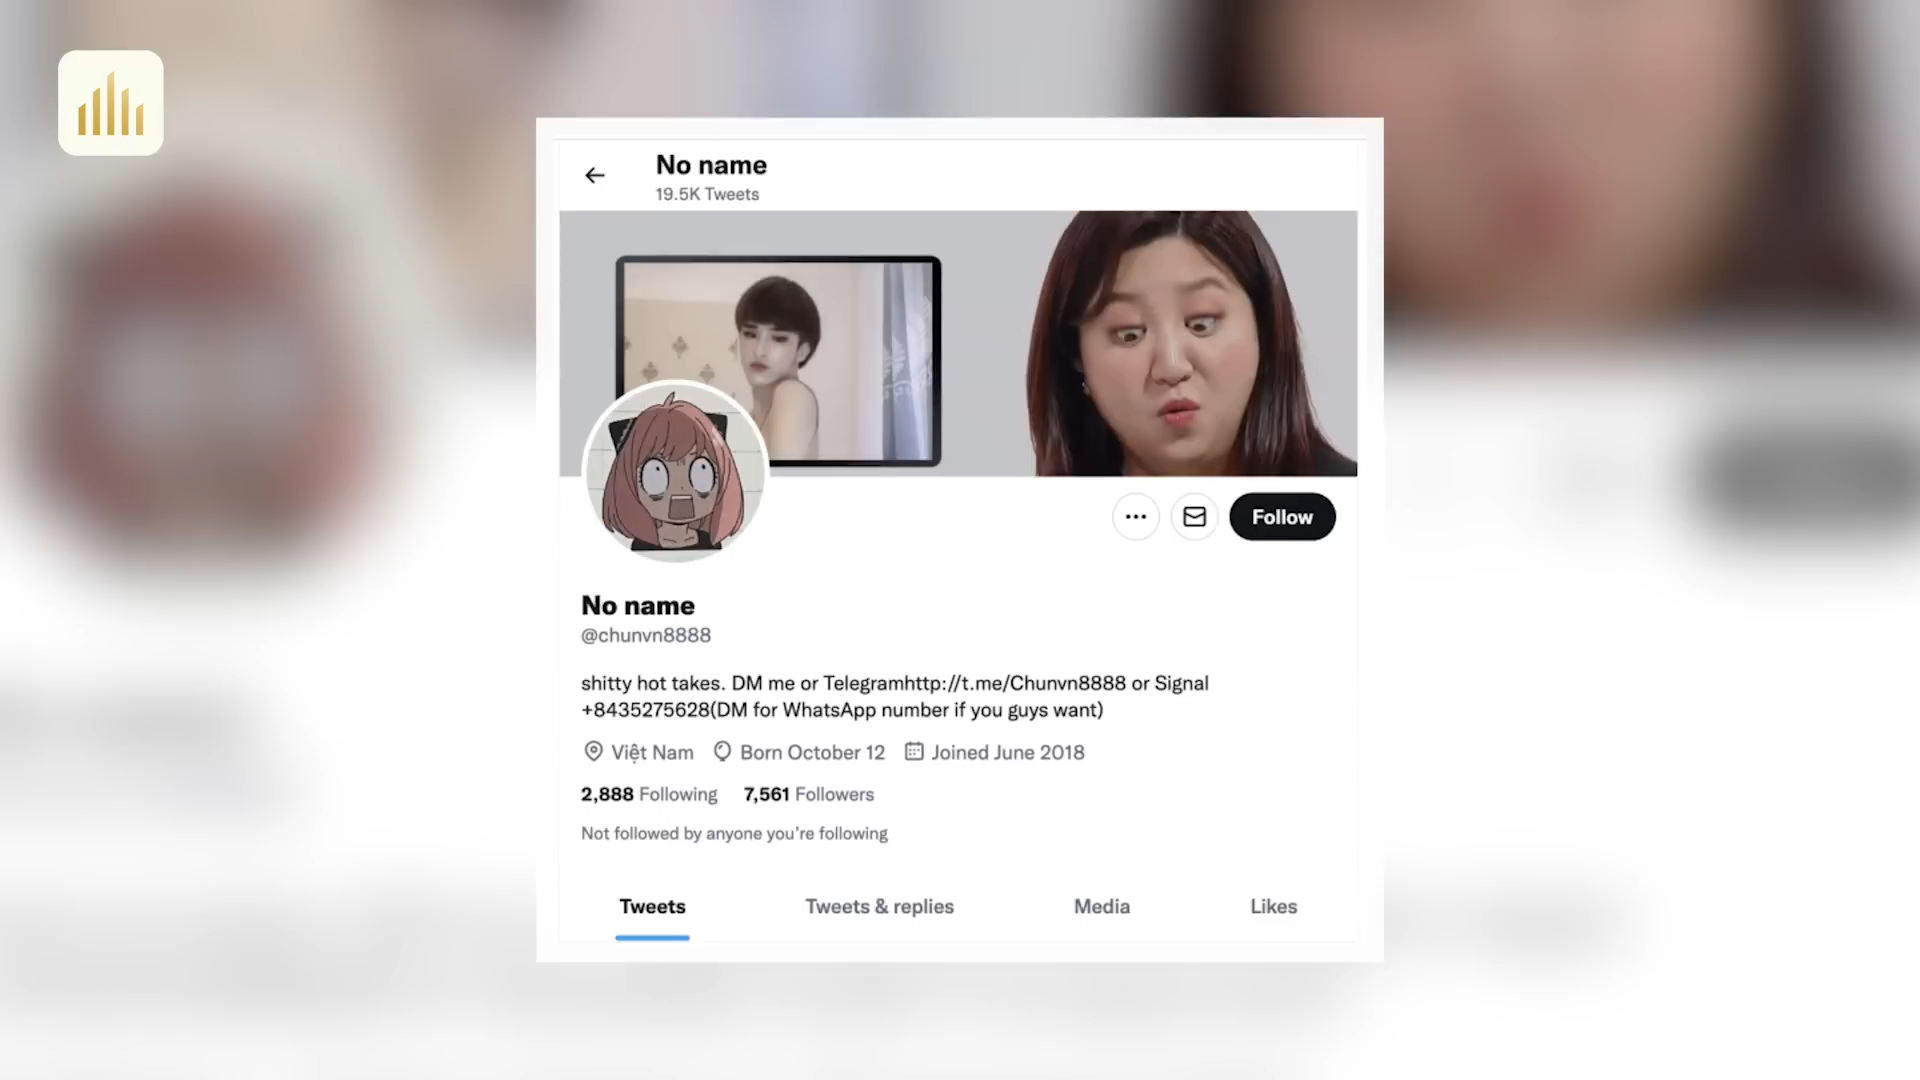 No name
19.5K Tweets
Follow
No name
@chunvn8888
shitty hot takes. DM me or Telegramhttp://t.me/Chunvn8888 or Signal
+8435275628(DM for WhatsApp number if you guys want)
Việt Nam Born October 12 Joined June 2018
2,888 Following 7,561 Followers
Not followed by anyone you’re following
Tweets Tweets & replies Media Likes